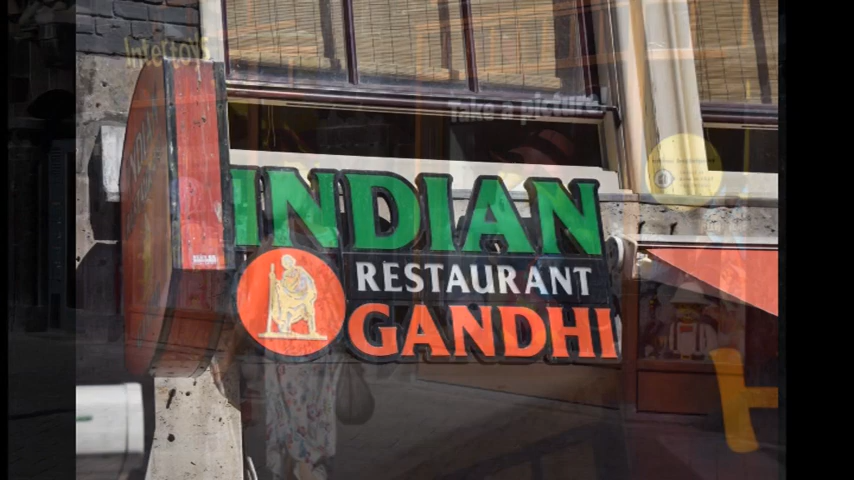 Intertoys
Take a picture
INDIAN
RESTAURANT
GANDHI